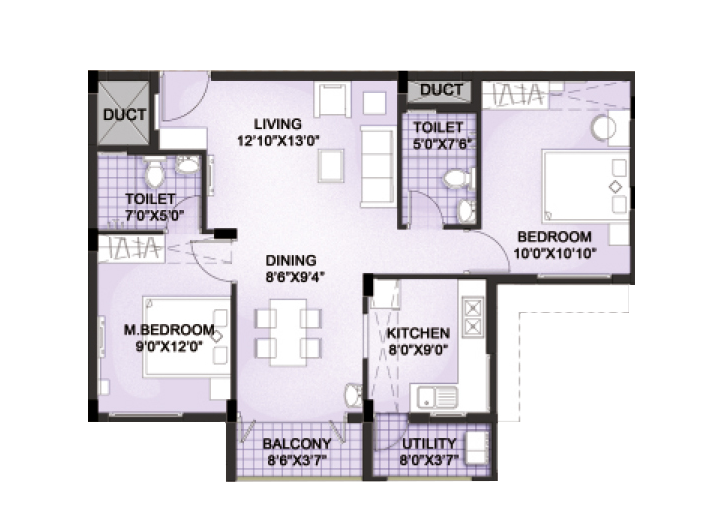 DUCT
DUCT
LIVING
12'10"X13'0"
TOILET
5'0"X7'6"
TOILET
7'0"X5'0"
BEDROOM
10'0"X10'10"
DINING
8'6"X9'4"
M.BEDROOM
9'0"X12'0"
KITCHEN
8'0"X9'0"
BALCONY
8'6"X3'7"
UTILITY
8'0"X3'7"